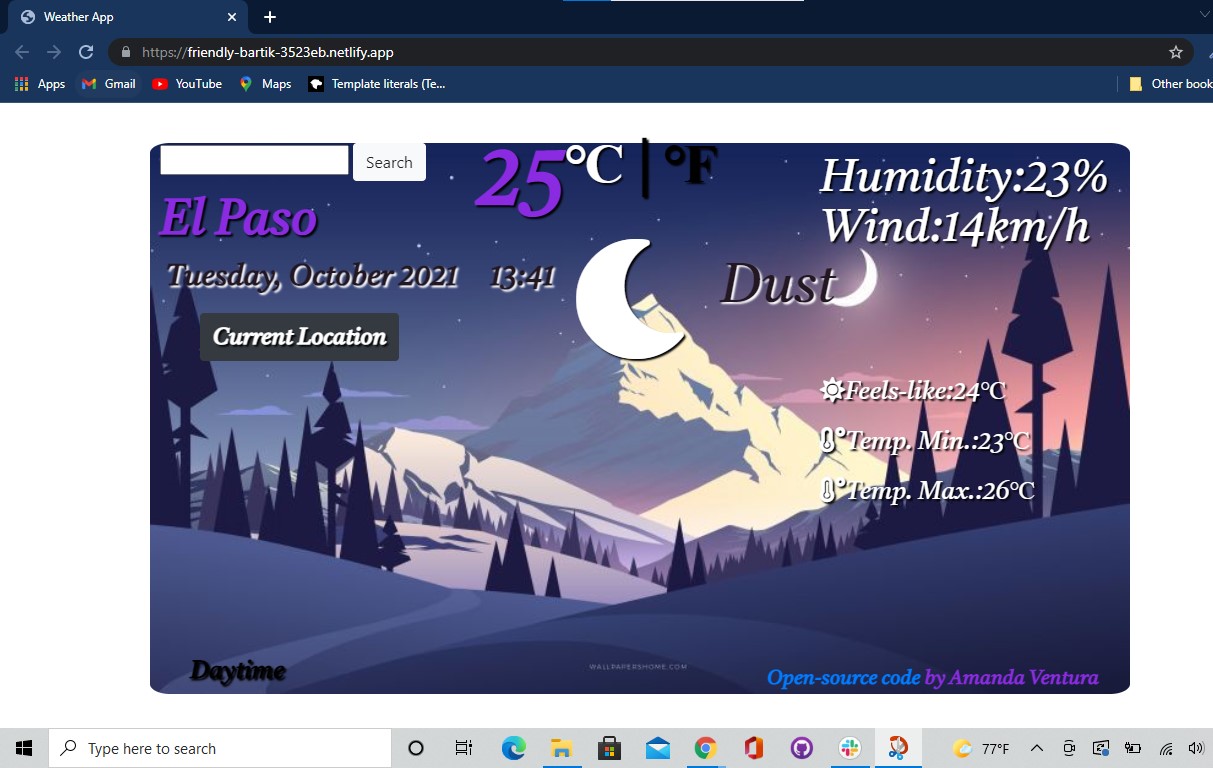 Weather App
https://friendly-bartik-3523eb.netlify.app
Apps Gmail YouTube Maps Template literals (Te... Other book
Search
25°C | °F
Humidity:23%
Wind:14km/h
El Paso
Tuesday, October 2021 13:41
Dust
Current Location
Feels-like:24°C
Temp. Min.:23°C
Temp. Max.:26°C
Daytime
WALLPAPERSHOME.COM
Open-source code by Amanda Ventura
Type here to search
77°F